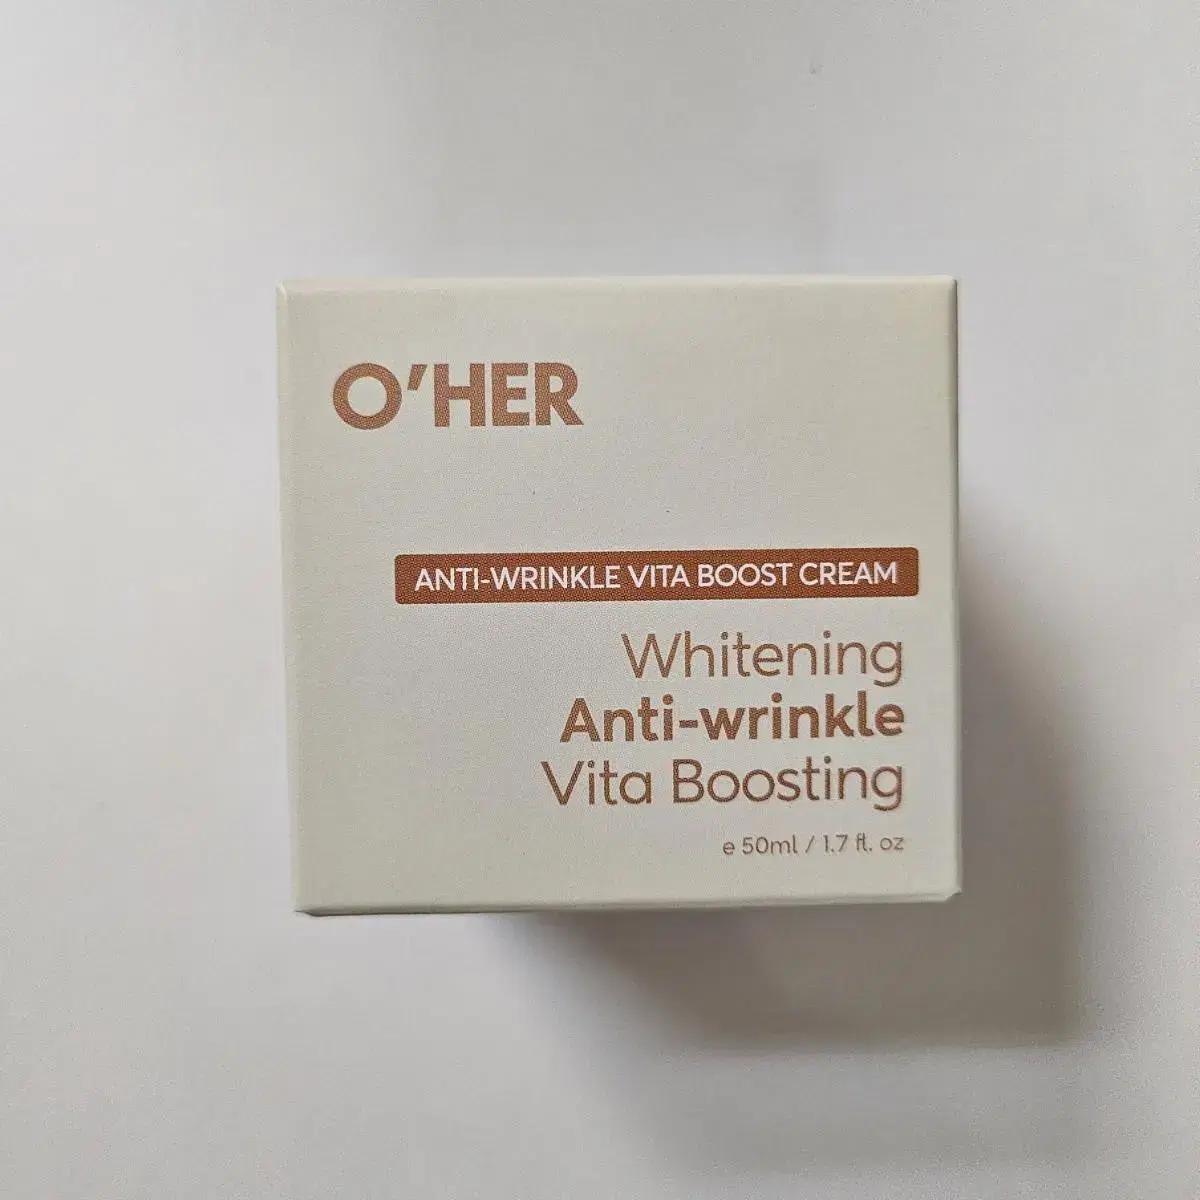 O'HER
ANTI-WRINKLE VITA BOOST CREAM
Whitening
Anti-wrinkle
Vita Boosting
e 50ml / 1.7 fl. oz